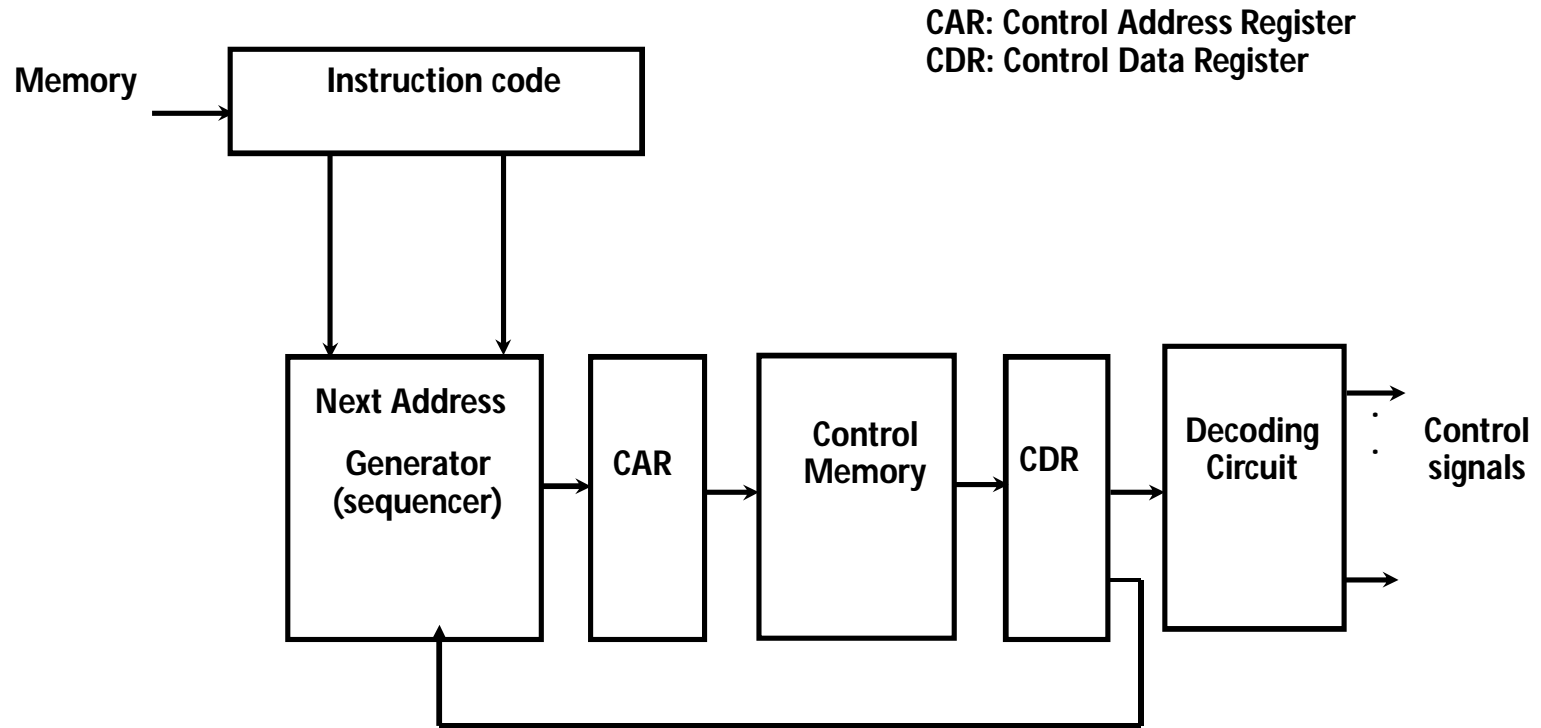 CAR: Control Address Register
CDR: Control Data Register
Memory
Instruction code
Next Address
Generator
(sequencer)
CAR
Control
Memory
CDR
Decoding
Circuit
Control
signals